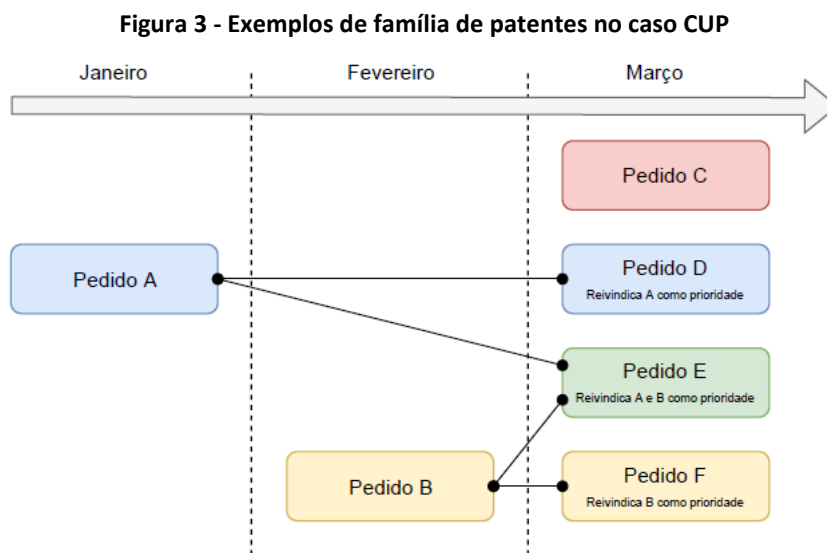 Figura 3 - Exemplos de família de patentes no caso CUP
Janeiro
Fevereiro
Março
Pedido C
Pedido A
Pedido D
Reivindica A como prioridade
Pedido E
Reivindica A e B como prioridade
Pedido B
Pedido F
Reivindica B como prioridade